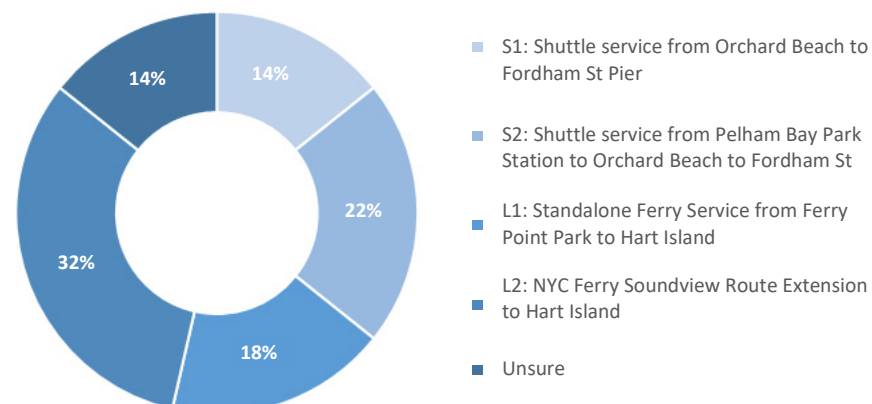 14%
14%
22%
32%
18%
S1: Shuttle service from Orchard Beach to
Fordham St Pier
S2: Shuttle service from Pelham Bay Park
Station to Orchard Beach to Fordham St
L1: Standalone Ferry Service from Ferry
Point Park to Hart Island
L2: NYC Ferry Soundview Route Extension
to Hart Island
Unsure